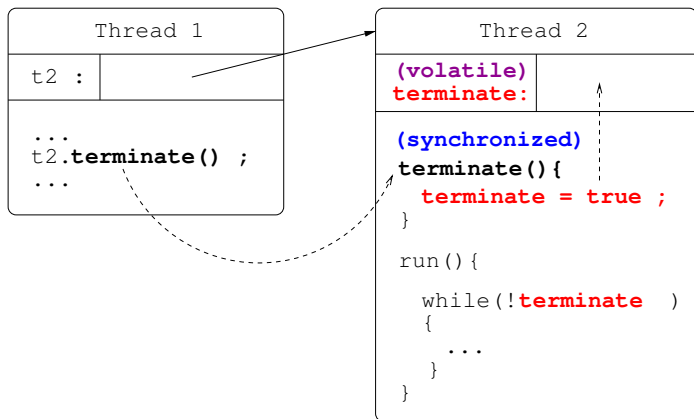 Thread 1
t2 :
...
t2.terminate() ;
...
Thread 2
(volatile)
terminate:
(synchronized)
terminate(){
terminate = true ;
}
run(){
while(!terminate )
{
...
}
}